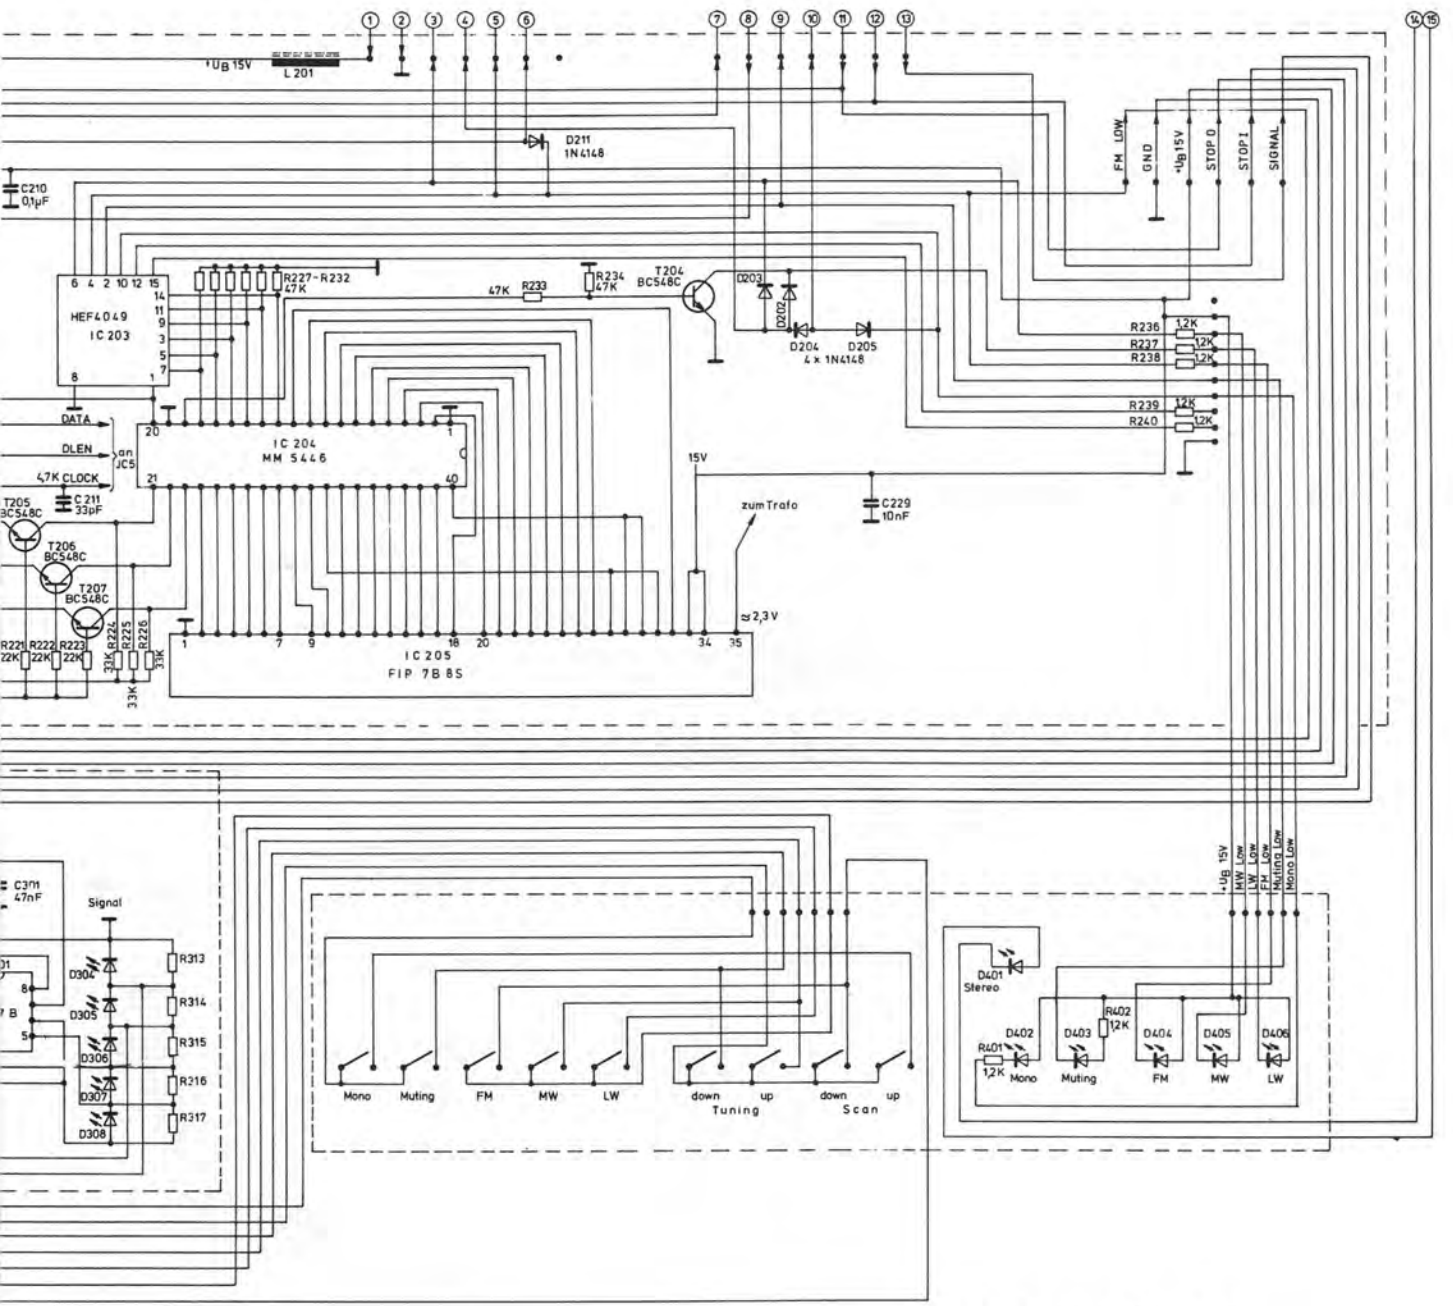 1 2 3 4 5 6 7 8 9 10 11 12 13 14 15
+UB 15V
L 201
D211
1N4148
FM LOW
GND
+UB 15V
STOP 0
STOP 1
SIGNAL
C210
0,1µF
6 4 2 10 12 15
HEF4049
IC 203
14
11
9
3
5
7
8 1
R227-R232
47K
47K R233
R234
47K
T204
BC548C
D203
D202
D204 D205
4 x 1N4148
R236 1,2K
R237 1,2K
R238 1,2K
R239 1,2K
R240 1,2K
DATA
DLEN
4,7K CLOCK
an
JC5
C211
33pF
20 1
IC 204
MM 5446
21 40
15V
C229
10nF
zum Trafo
≈ 2,3 V
T205
BC548C
T206
BC548C
T207
BC548C
R221 R222 R223
22K 22K 22K
R224
33K
R225
33K
R226
33K
1 7 9 18 20 34 35
IC 205
FIP 7B 8S
+UB 15V
MW Low
LW Low
FM Low
Muting Low
Mono Low
C301
47nF
Signal
01
8
7 B
5
D304
D305
D306
D307
D308
R313
R314
R315
R216
R317
Mono Muting FM MW LW
down up
Tuning
down up
Scan
D401
Stereo
R401
1,2K
D402
Mono
D403
Muting
R402
1,2K
D404
FM
D405
MW
D406
LW